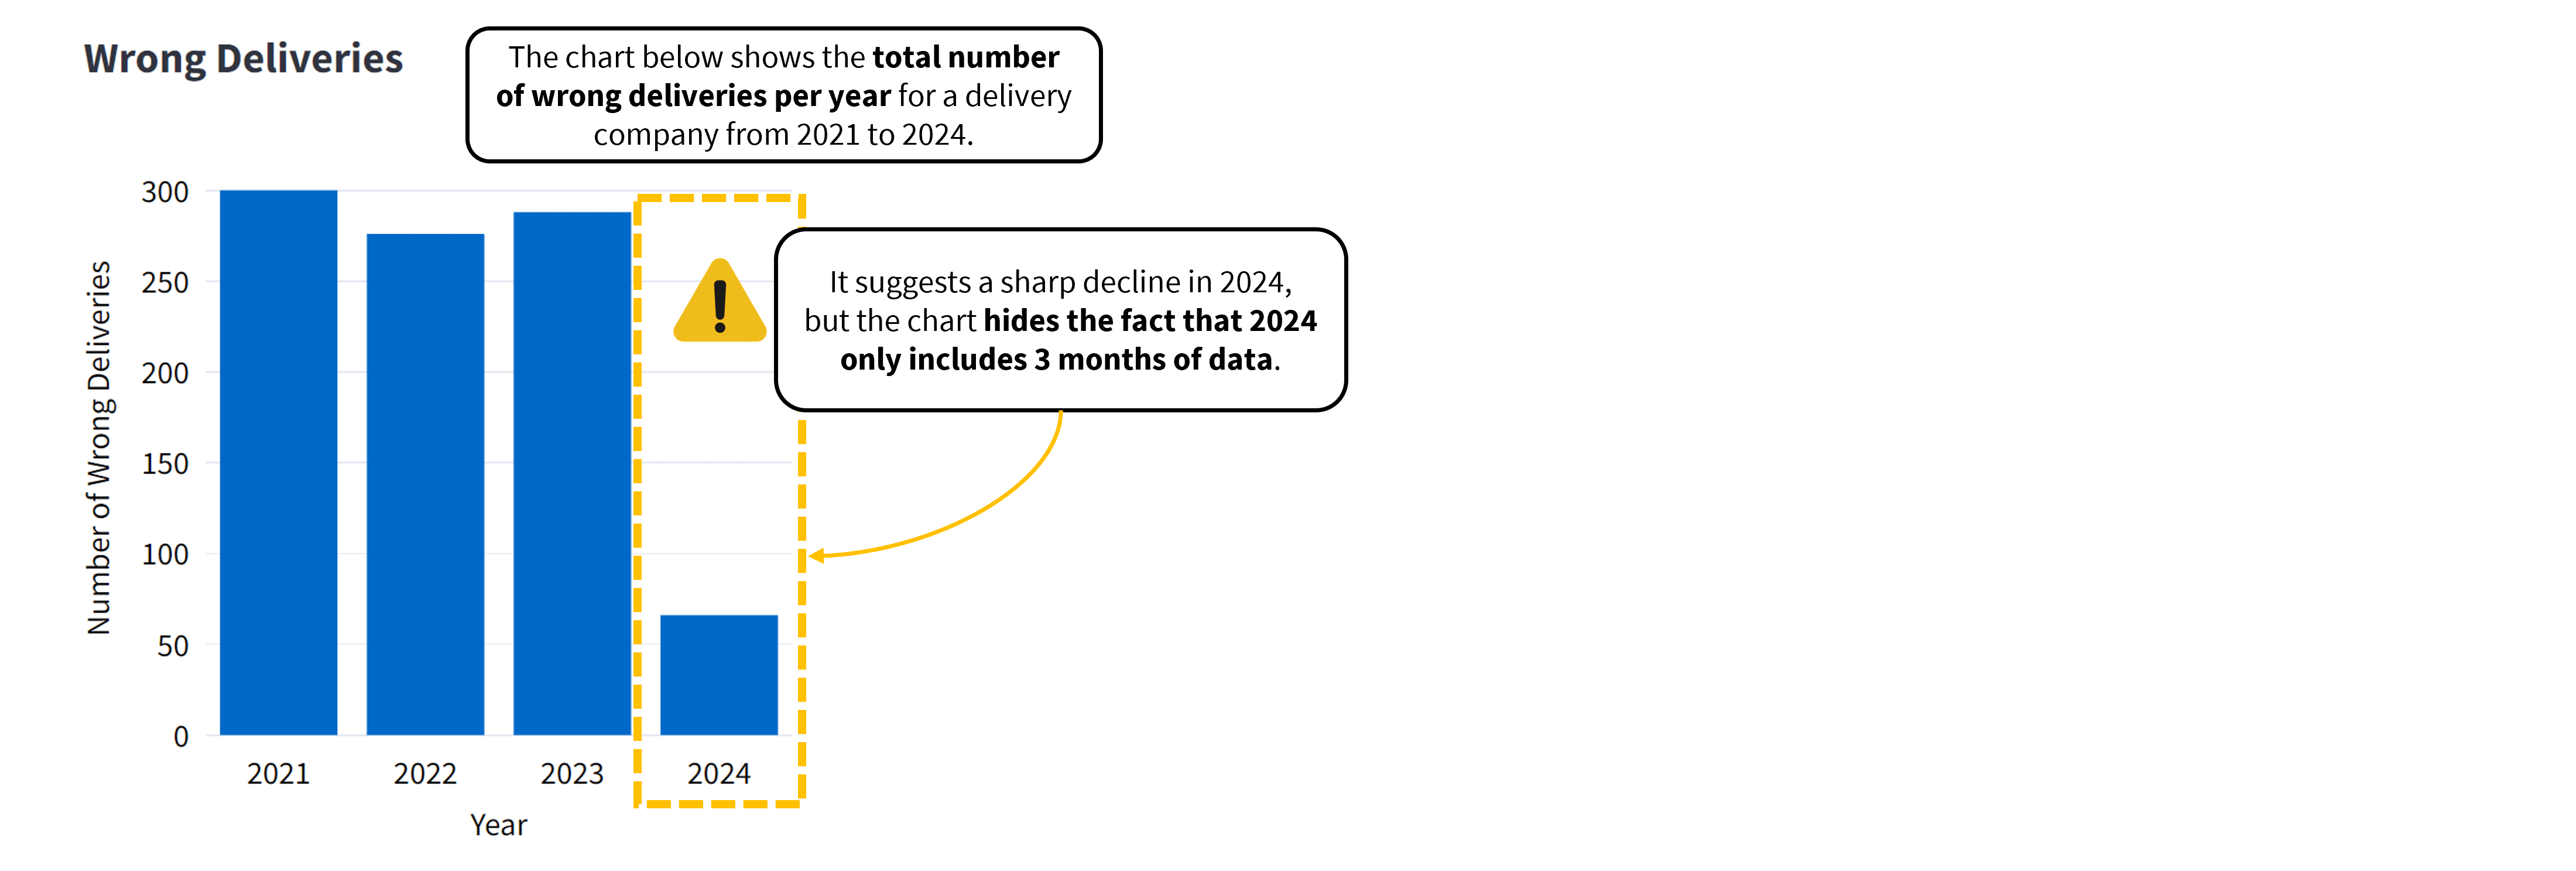 Wrong Deliveries
The chart below shows the total number
of wrong deliveries per year for a delivery
company from 2021 to 2024.
300
250
200
150
100
50
0
Number of Wrong Deliveries
It suggests a sharp decline in 2024,
but the chart hides the fact that 2024
only includes 3 months of data.
2021
2022
2023
2024
Year